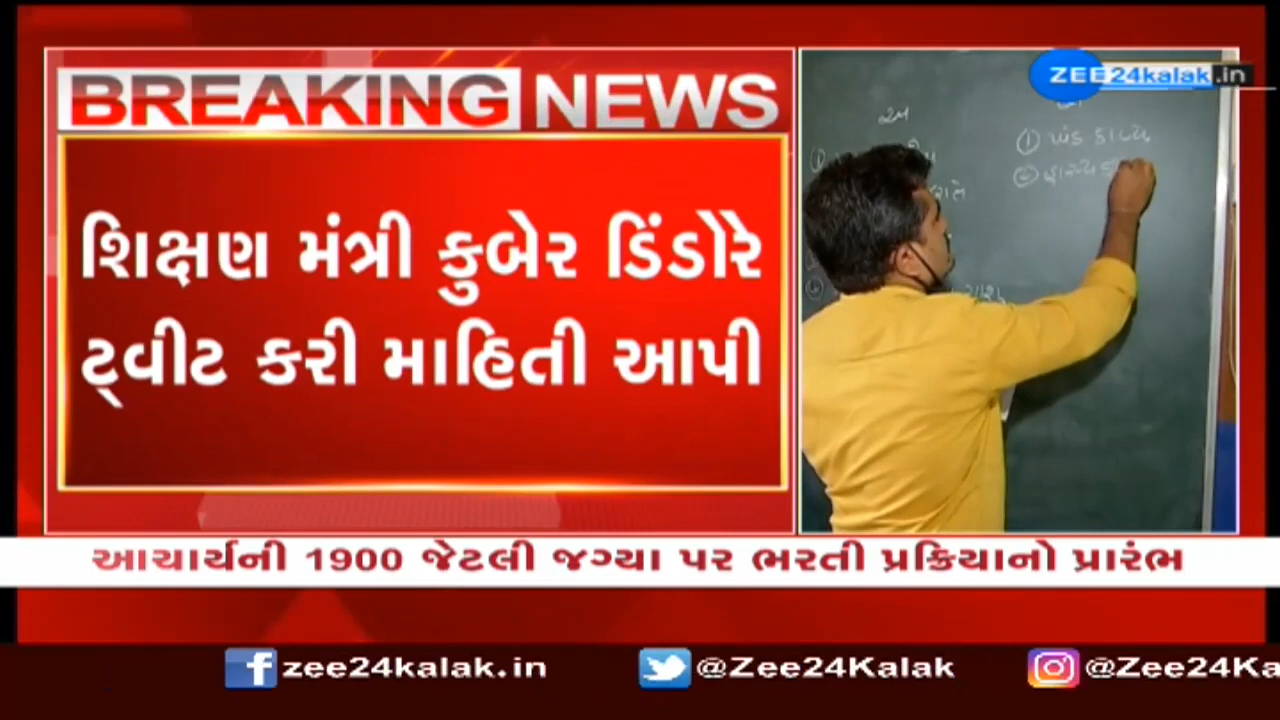 ZEE24kalak.in
BREAKING NEWS
શિક્ષણ મંત્રી કુબેર ડિંડોરે
ટ્વીટ કરી માહિતી આપી
આચાર્યની 1900 જેટલી જગ્યા પર ભરતી પ્રક્રિયાનો પ્રારંભ
zee24kalak.in
@Zee24Kalak
@Zee24Ka